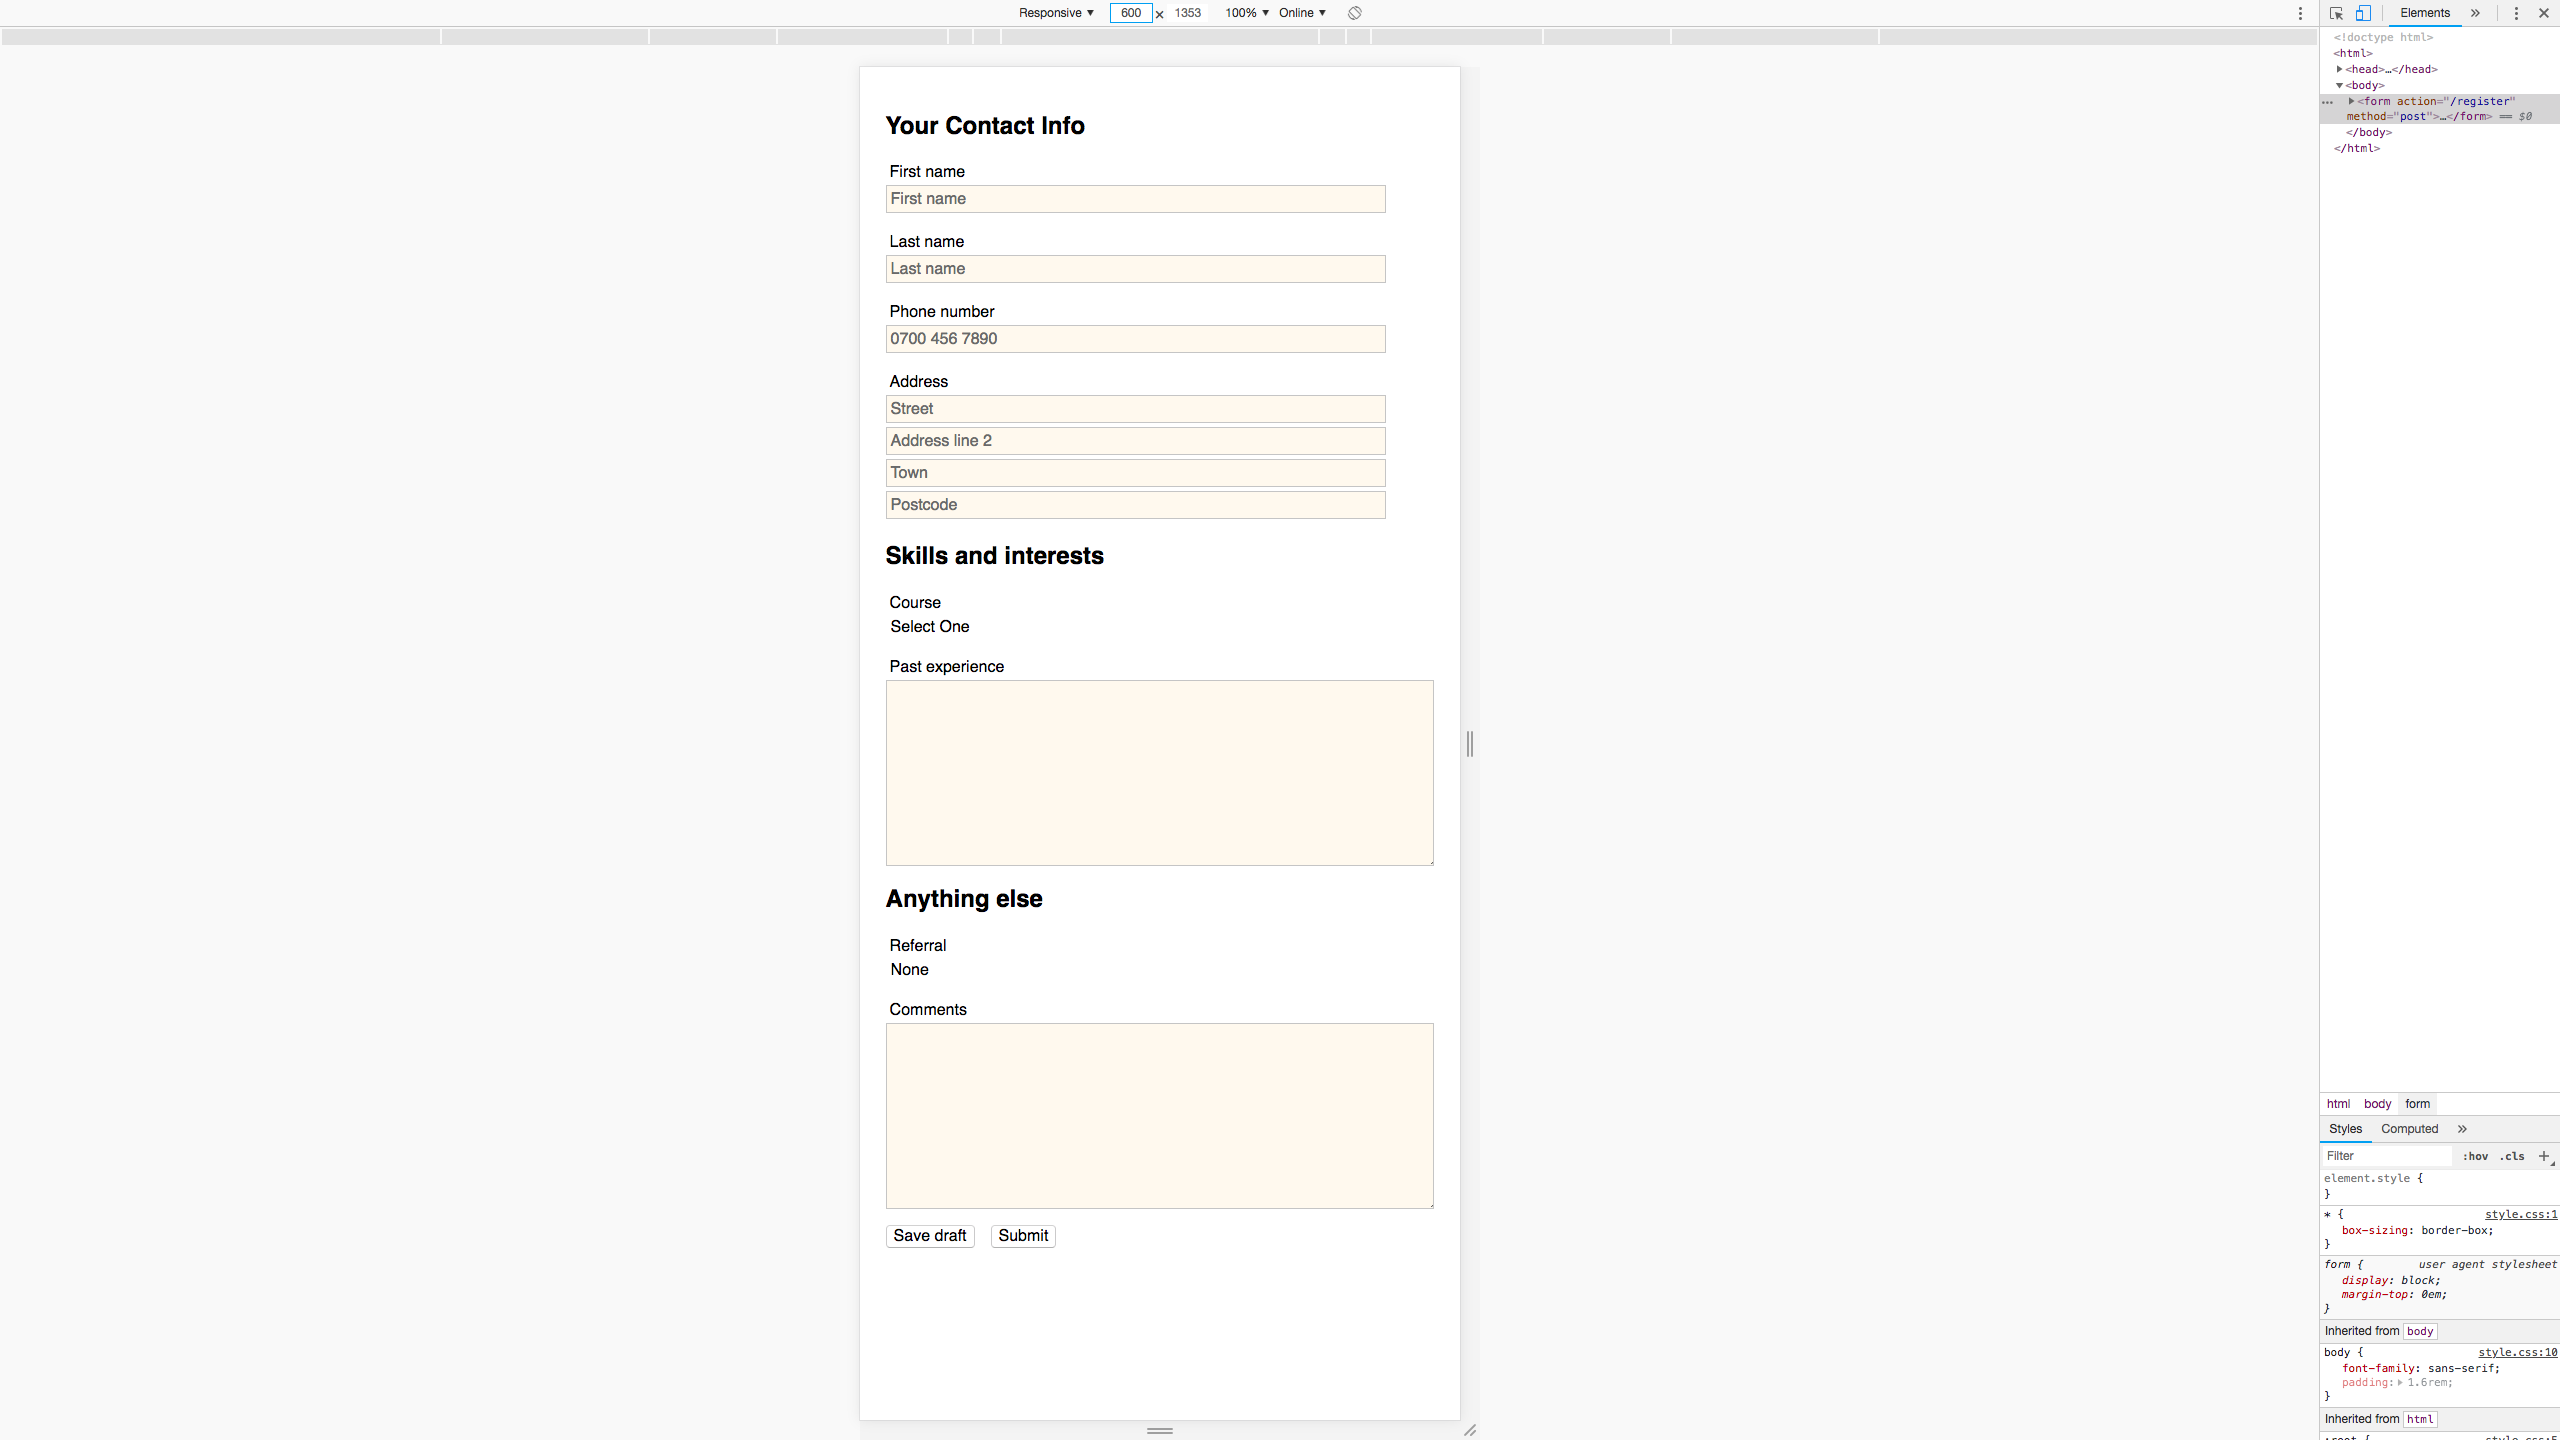 Responsive ▼ 600 × 1353 100% ▼ Online ▼
Your Contact Info
First name
First name
Last name
Last name
Phone number
0700 456 7890
Address
Street
Address line 2
Town
Postcode
Skills and interests
Course
Select One
Past experience
Anything else
Referral
None
Comments
Save draft Submit
Elements »
<!doctype html>
<html>
▶<head>…</head>
▼<body>
… ▶<form action="/register"
method="post">…</form> == $0
</body>
</html>
html body form
Styles Computed »
Filter :hov .cls +
element.style {
}
* { style.css:1
box-sizing: border-box;
}
form { user agent stylesheet
display: block;
margin-top: 0em;
}
Inherited from body
body { style.css:10
font-family: sans-serif;
padding:▶ 1.6rem;
}
Inherited from html
:root { style.css:5